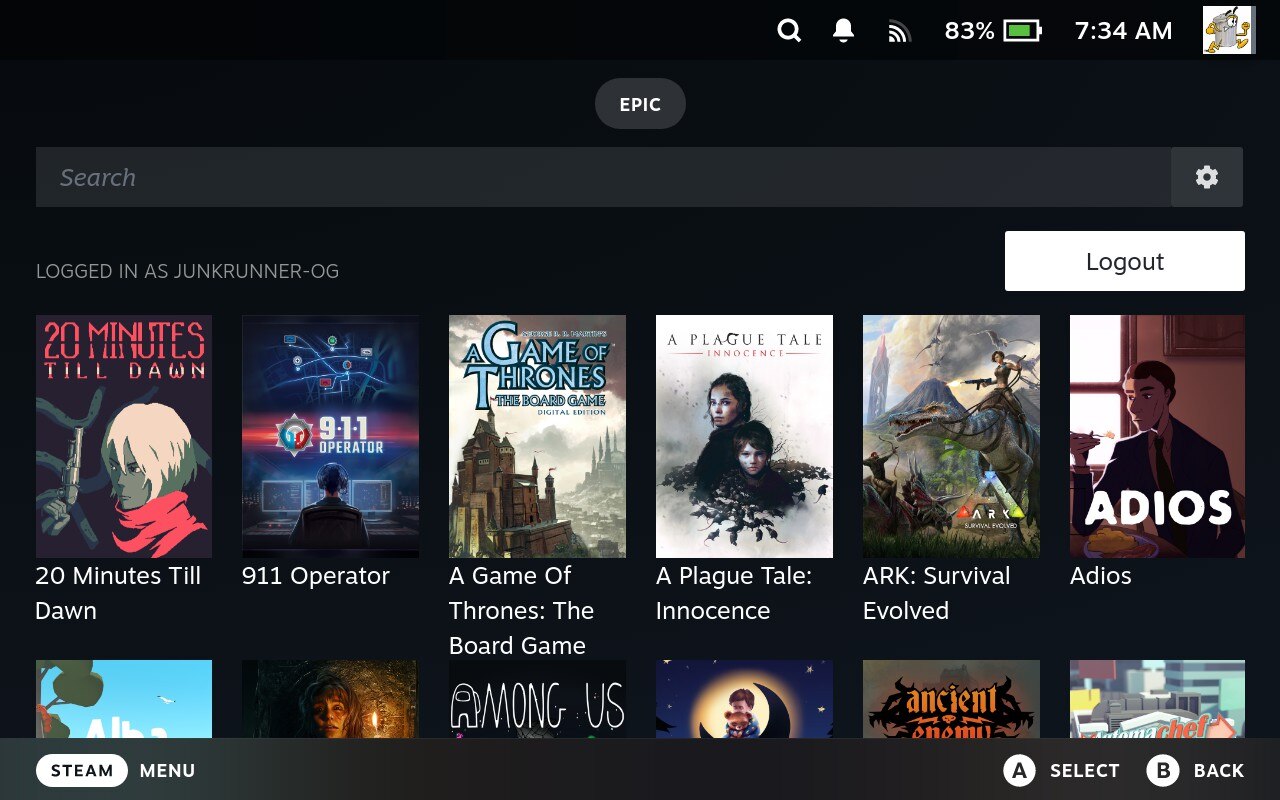 83%
7:34 AM
EPIC
Search
LOGGED IN AS JUNKRUNNER-OG
Logout
20 MINUTES
TILL DAWN
9-1-1
OPERATOR
GEORGE R. R. MARTIN'S
A GAME OF
THRONES
THE BOARD GAME
DIGITAL EDITION
A PLAGUE TALE
INNOCENCE
ARK
SURVIVAL EVOLVED
ADIOS
20 Minutes Till
Dawn
911 Operator
A Game Of
Thrones: The
Board Game
A Plague Tale:
Innocence
ARK: Survival
Evolved
Adios
Alba
AMONG US
ancient
enemy
Automachef
STEAM MENU
A SELECT
B BACK